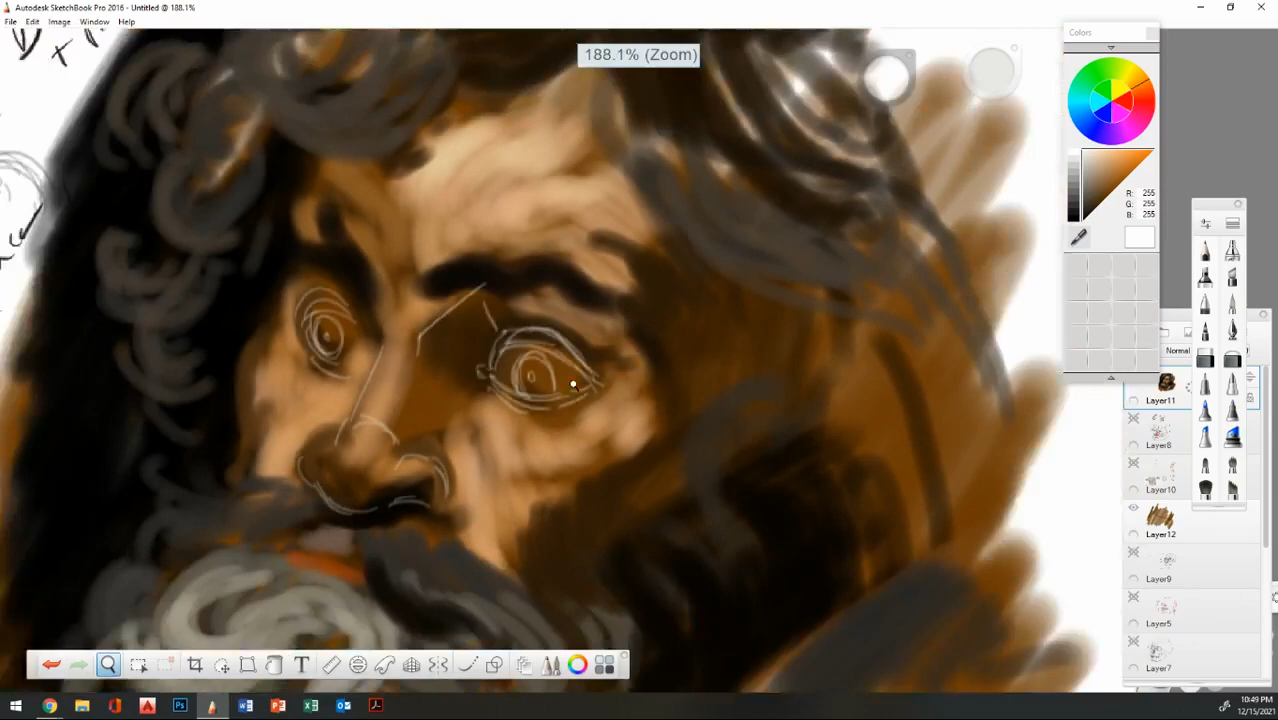 Autodesk SketchBook Pro 2016 - Untitled @ 188.1%
File Edit Image Window Help
188.1% (Zoom)
Colors
R: 255
G: 255
B: 255
Normal
Layer11
Layer8
Layer10
Layer12
Layer9
Layer5
Layer7
T
10:49 PM
12/15/2021